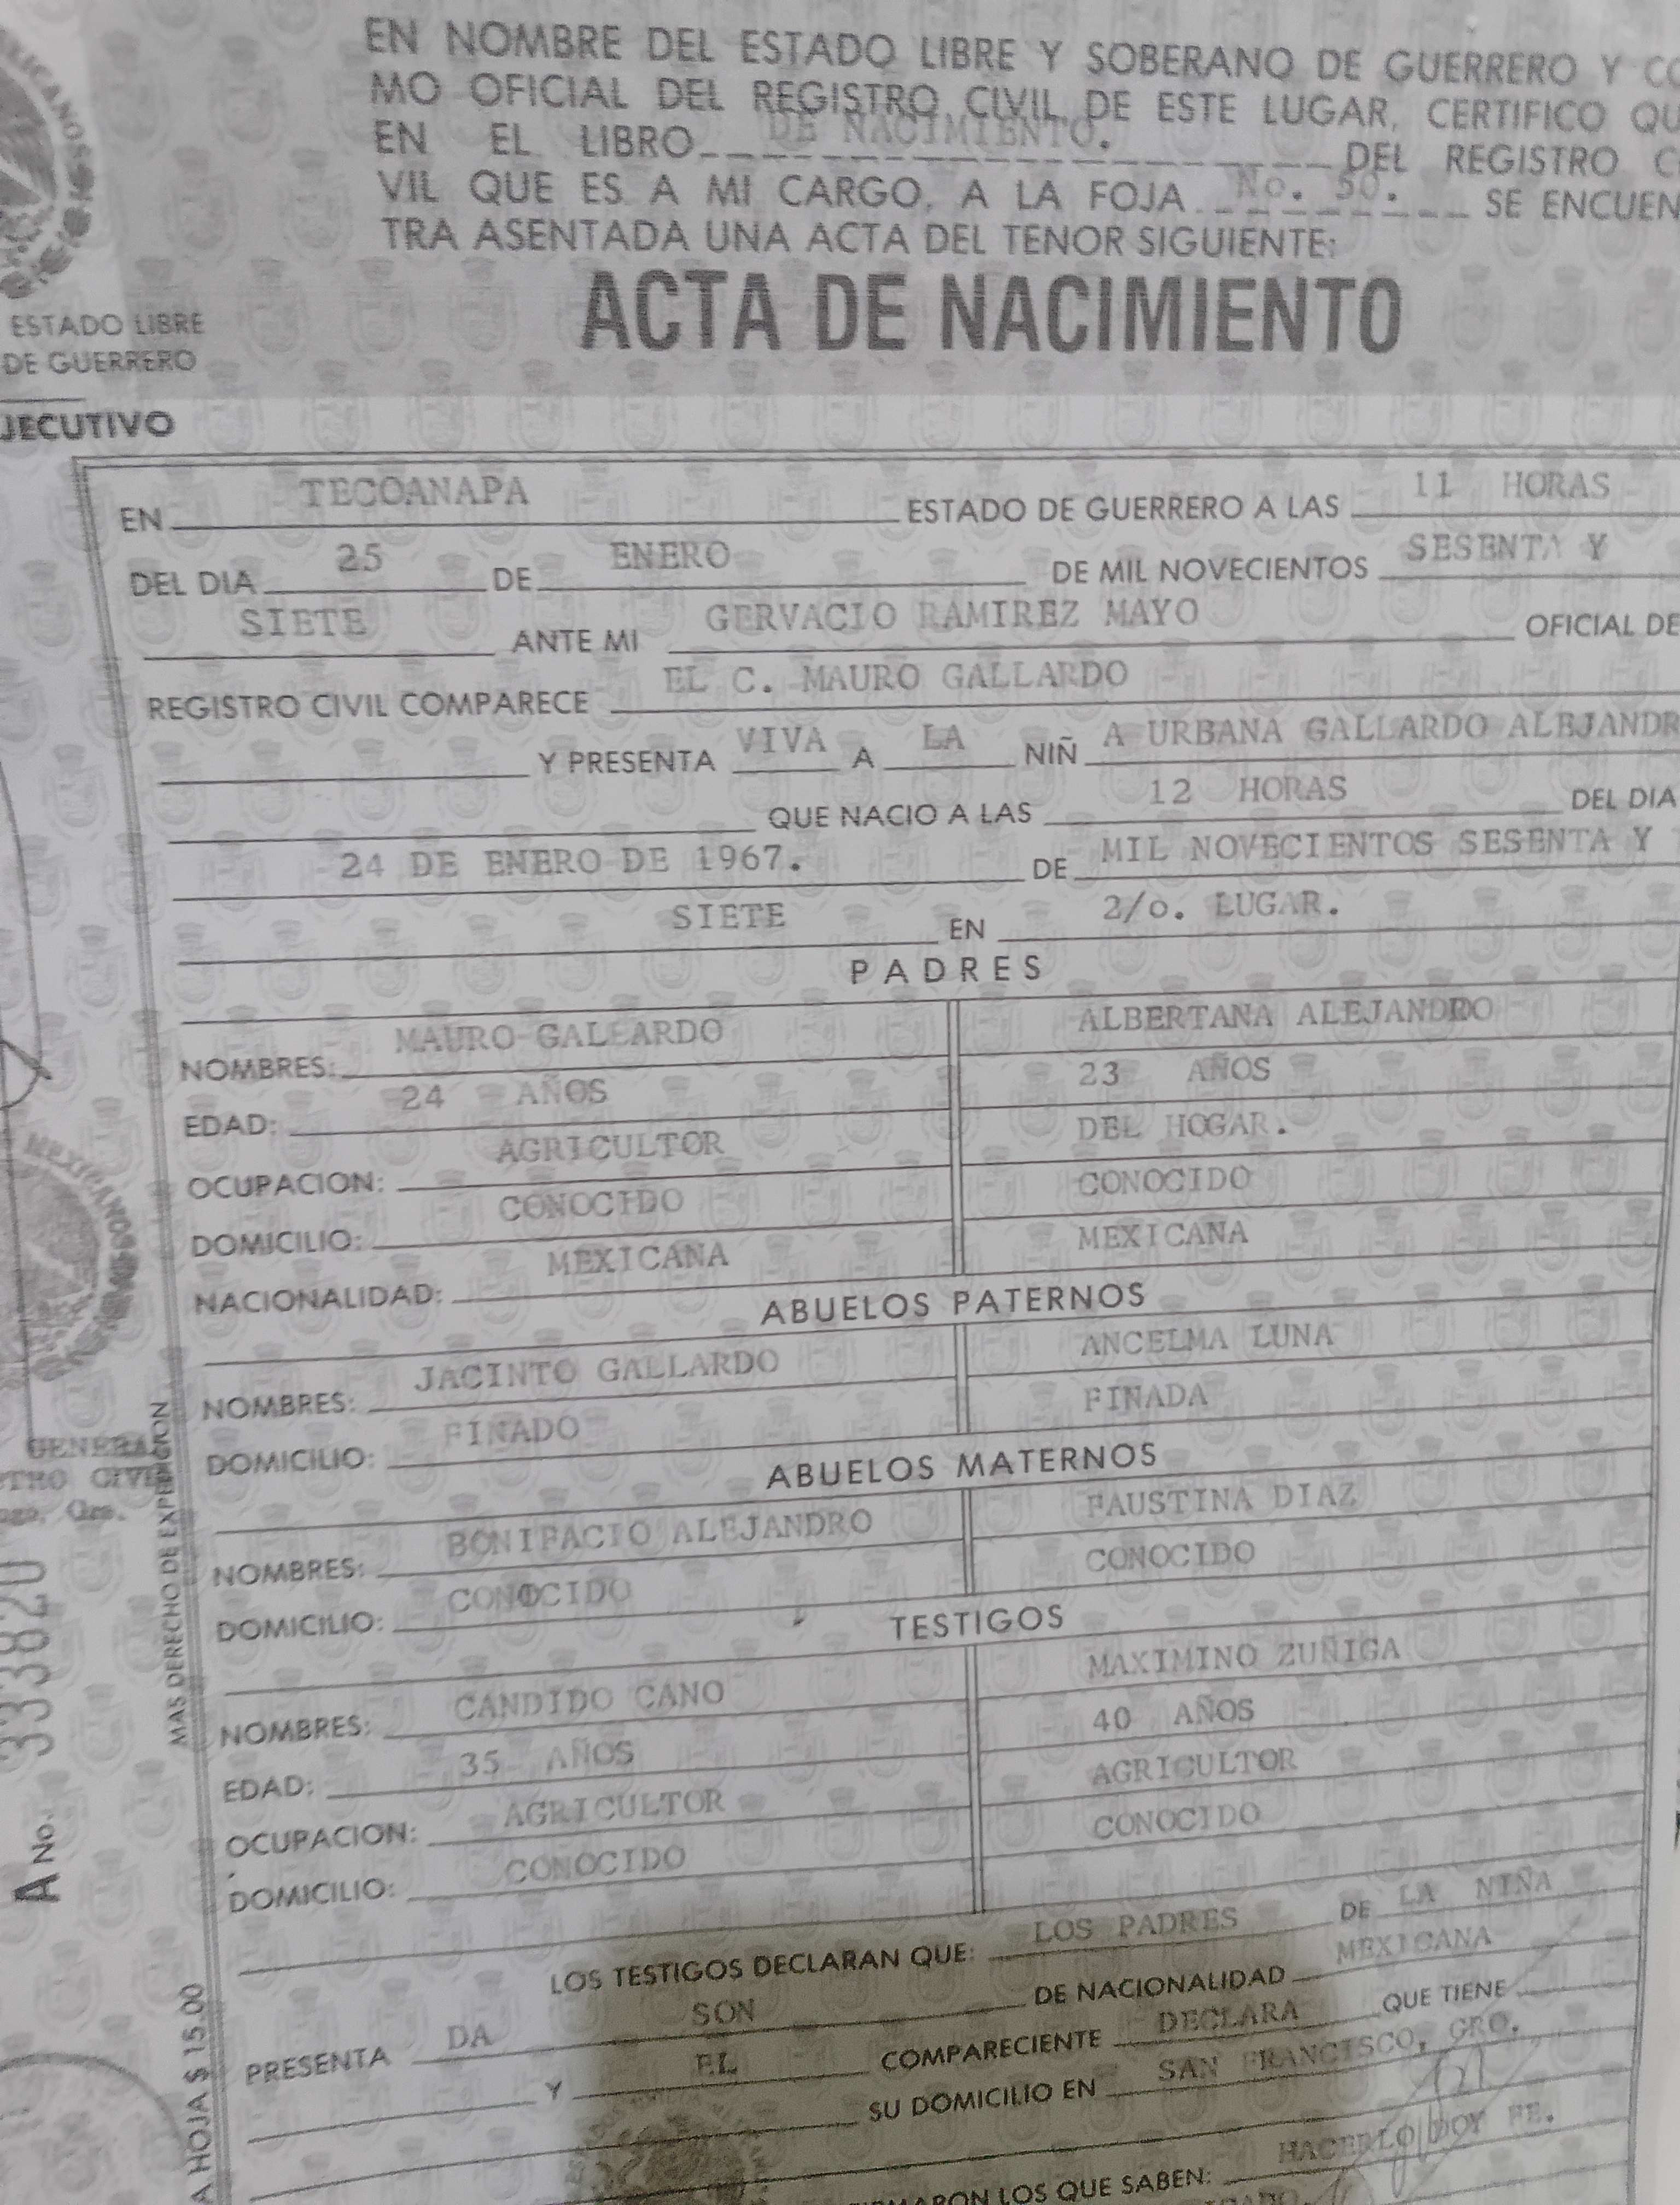 EN NOMBRE DEL ESTADO LIBRE Y SOBERANO DE GUERRERO Y CO
MO OFICIAL DEL REGISTRO CIVIL DE ESTE LUGAR, CERTIFICO QU
EN EL LIBRO DE NACIMIENTO. DEL REGISTRO C
VIL QUE ES A MI CARGO, A LA FOJA No. 50. SE ENCUEN
TRA ASENTADA UNA ACTA DEL TENOR SIGUIENTE:
ACTA DE NACIMIENTO
ESTADO LIBRE
DE GUERRERO
JECUTIVO
EN TECOANAPA ESTADO DE GUERRERO A LAS 11 HORAS
DEL DIA 25 DE ENERO DE MIL NOVECIENTOS SESENTA Y
SIETE ANTE MI GERVACIO RAMIREZ MAYO OFICIAL DE
REGISTRO CIVIL COMPARECE EL C. MAURO GALLARDO
Y PRESENTA VIVA A LA NIÑ A URBANA GALLARDO ALEJANDR
QUE NACIO A LAS 12 HORAS DEL DIA
24 DE ENERO DE 1967. DE MIL NOVECIENTOS SESENTA Y
SIETE EN 2/o. LUGAR.
PADRES
NOMBRES: MAURO GALLARDO ALBERTANA ALEJANDRO
EDAD: 24 AÑOS 23 AÑOS
OCUPACION: AGRICULTOR DEL HOGAR.
DOMICILIO: CONOCIDO CONOCIDO
NACIONALIDAD: MEXICANA MEXICANA
ABUELOS PATERNOS
NOMBRES: JACINTO GALLARDO ANCELMA LUNA
DOMICILIO: FINADO FINADA
ABUELOS MATERNOS
NOMBRES: BONIFACIO ALEJANDRO FAUSTINA DIAZ
DOMICILIO: CONOCIDO CONOCIDO
TESTIGOS
NOMBRES: CANDIDO CANO MAXIMINO ZUÑIGA
EDAD: 35 AÑOS 40 AÑOS
OCUPACION: AGRICULTOR AGRICULTOR
DOMICILIO: CONOCIDO CONOCIDO
LOS TESTIGOS DECLARAN QUE: LOS PADRES DE LA NIÑA
PRESENTA DA SON DE NACIONALIDAD MEXICANA
Y EL COMPARECIENTE DECLARA QUE TIENE
SU DOMICILIO EN SAN FRANCISCO, GRO.
RMARON LOS QUE SABEN: HACERLO DOY FE.
MEXICANOS
GENERAL
TRO CIVIL
Gro.
MAS DERECHO DE EXPEDICION
A No. 333820
A HOJA $ 15.00